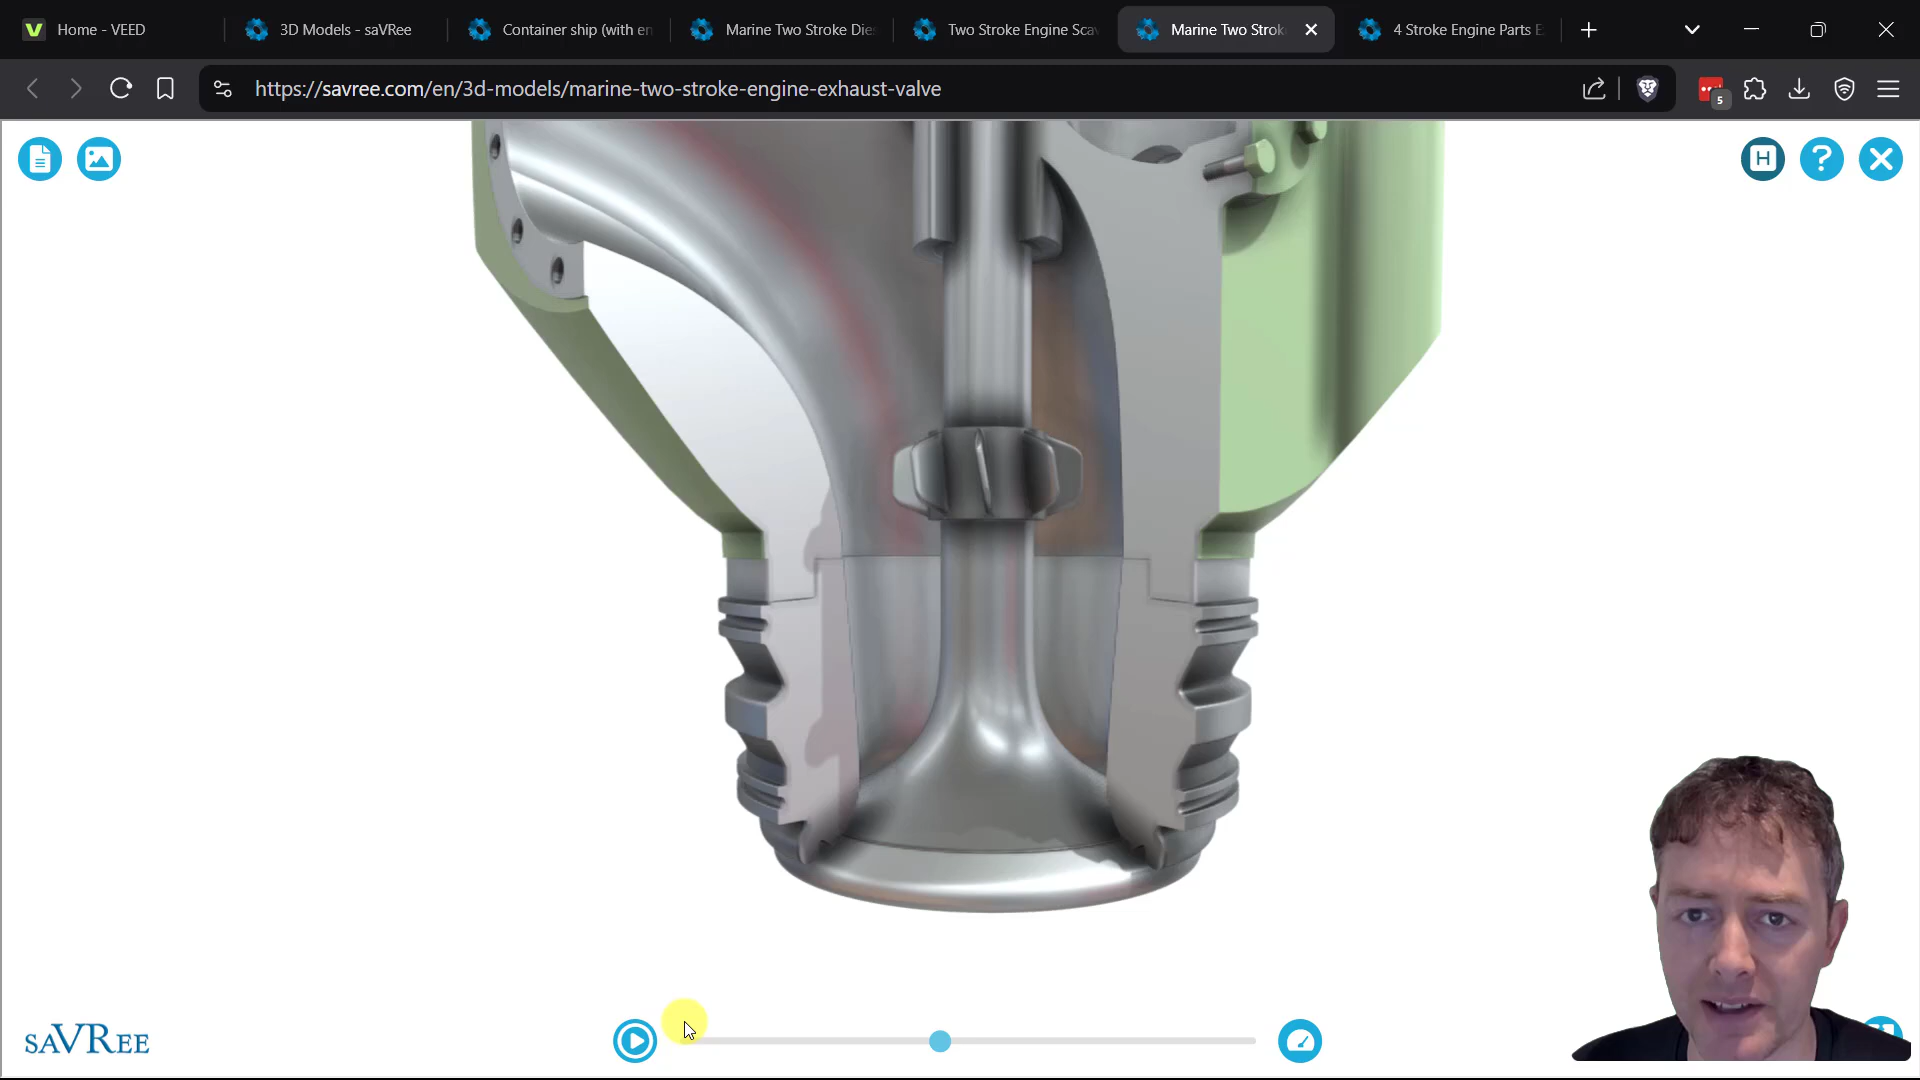 Home - VEED
3D Models - saVRee
Container ship (with en
Marine Two Stroke Die
Two Stroke Engine Sca
Marine Two Strok
4 Stroke Engine Parts E
https://savree.com/en/3d-models/marine-two-stroke-engine-exhaust-valve
5
H
?
saVRee